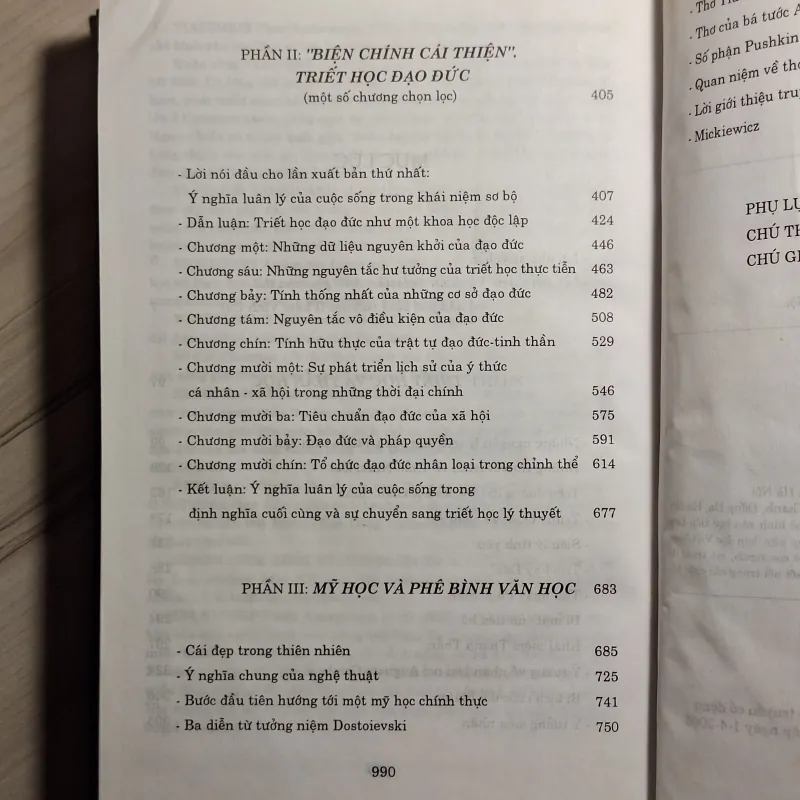 PHẦN II: "BIỆN CHÍNH CÁI THIỆN".
TRIẾT HỌC ĐẠO ĐỨC
(một số chương chọn lọc) 405
- Lời nói đầu cho lần xuất bản thứ nhất:
Ý nghĩa luân lý của cuộc sống trong khái niệm sơ bộ 407
- Dẫn luận: Triết học đạo đức như một khoa học độc lập 424
- Chương một: Những dữ liệu nguyên khởi của đạo đức 446
- Chương sáu: Những nguyên tắc hư tưởng của triết học thực tiễn 463
- Chương bảy: Tính thống nhất của những cơ sở đạo đức 482
- Chương tám: Nguyên tắc vô điều kiện của đạo đức 508
- Chương chín: Tính hữu thực của trật tự đạo đức-tinh thần 529
- Chương mười một: Sự phát triển lịch sử của ý thức
cá nhân - xã hội trong những thời đại chính 546
- Chương mười ba: Tiêu chuẩn đạo đức của xã hội 575
- Chương mười bảy: Đạo đức và pháp quyền 591
- Chương mười chín: Tổ chức đạo đức nhân loại trong chỉnh thể 614
- Kết luận: Ý nghĩa luân lý của cuộc sống trong
định nghĩa cuối cùng và sự chuyển sang triết học lý thuyết 677
PHẦN III: MỸ HỌC VÀ PHÊ BÌNH VĂN HỌC 683
- Cái đẹp trong thiên nhiên 685
- Ý nghĩa chung của nghệ thuật 725
- Bước đầu tiên hướng tới một mỹ học chính thực 741
- Ba diễn từ tưởng niệm Dostoievski 750
990
- Thơ
- Thơ của bá tước
- Số phận Pushkin
- Quan niệm về
- Lời giới thiệu
- Mickiewicz
PHỤ
CHÚ
CHÚ